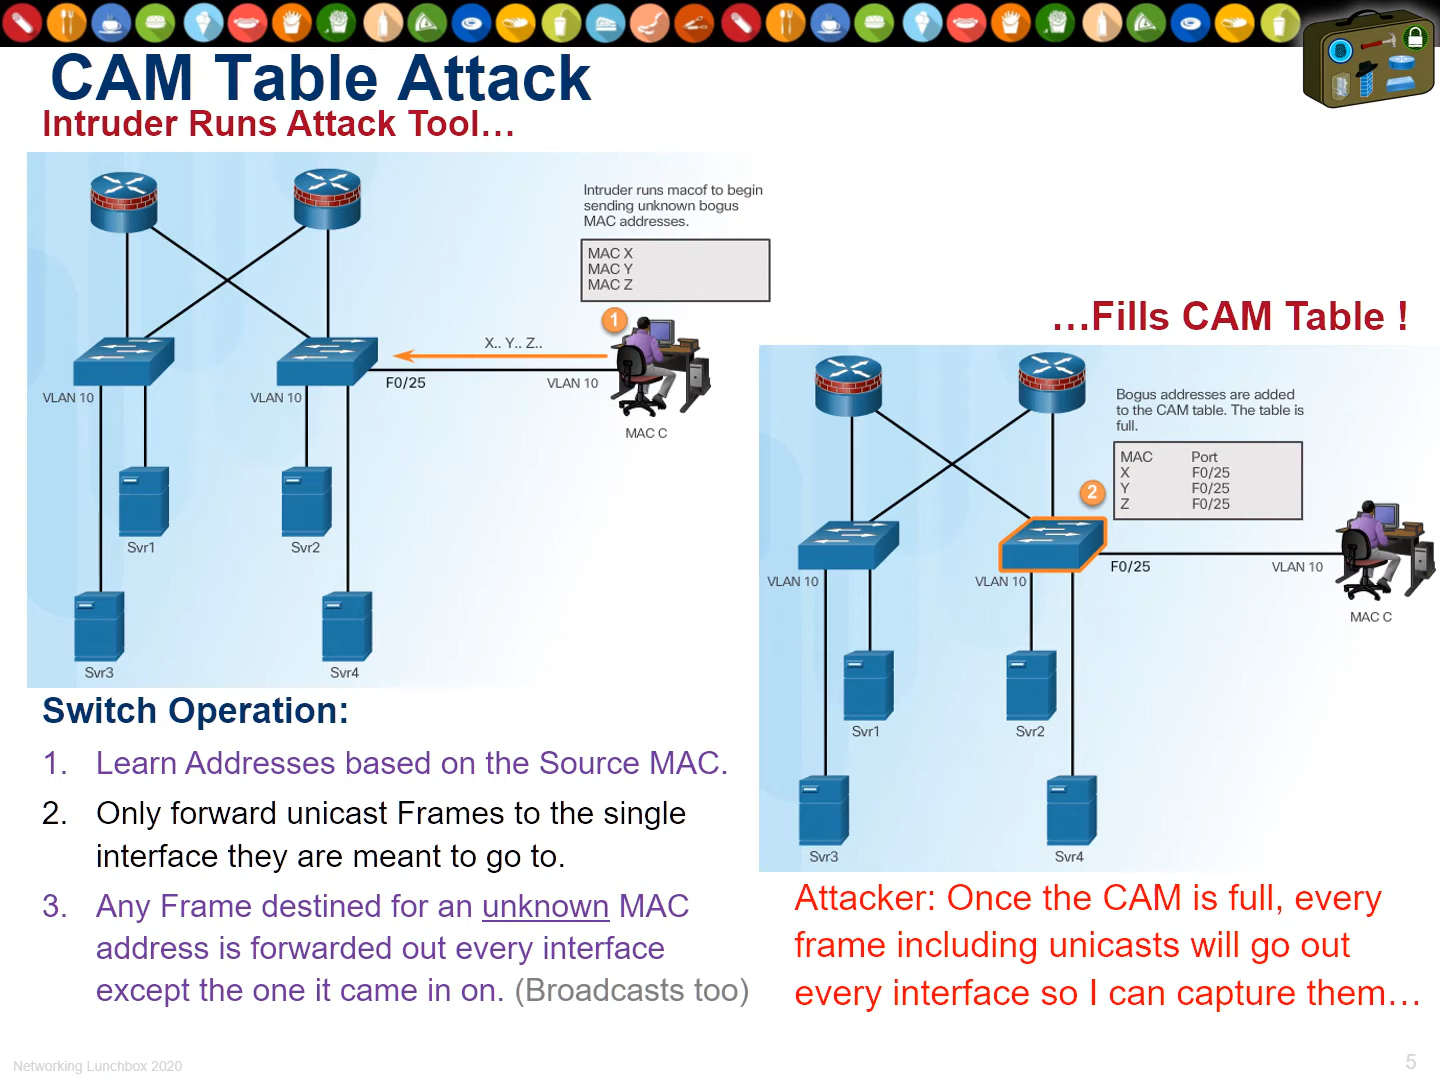 CAM Table Attack
Intruder Runs Attack Tool…
Intruder runs macof to begin
sending unknown bogus
MAC addresses.
MAC X
MAC Y
MAC Z
1
X.. Y.. Z..
F0/25
VLAN 10
VLAN 10
VLAN 10
MAC C
Svr1
Svr2
Svr3
Svr4
…Fills CAM Table !
Bogus addresses are added
to the CAM table. The table is
full.
MAC Port
X F0/25
Y F0/25
Z F0/25
2
F0/25
VLAN 10
VLAN 10
VLAN 10
MAC C
Svr1
Svr2
Svr3
Svr4
Switch Operation:
1. Learn Addresses based on the Source MAC.
2. Only forward unicast Frames to the single
interface they are meant to go to.
3. Any Frame destined for an unknown MAC
address is forwarded out every interface
except the one it came in on. (Broadcasts too)
Attacker: Once the CAM is full, every
frame including unicasts will go out
every interface so I can capture them…
Networking Lunchbox 2020
5